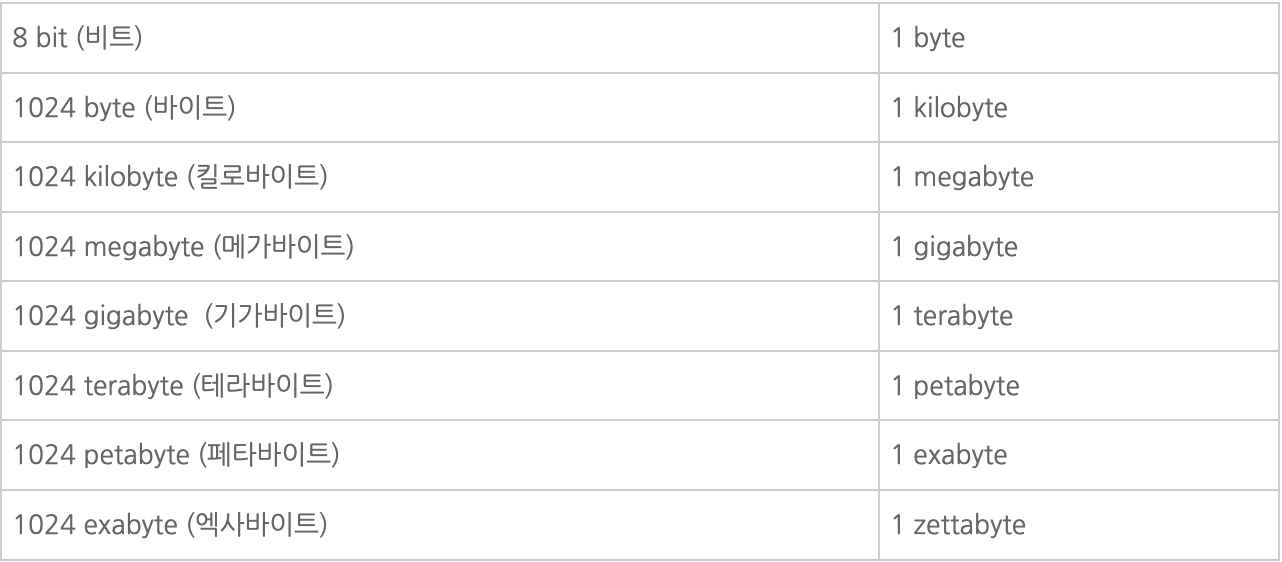 8 bit (비트) 1 byte
1024 byte (바이트) 1 kilobyte
1024 kilobyte (킬로바이트) 1 megabyte
1024 megabyte (메가바이트) 1 gigabyte
1024 gigabyte  (기가바이트) 1 terabyte
1024 terabyte (테라바이트) 1 petabyte
1024 petabyte (페타바이트) 1 exabyte
1024 exabyte (엑사바이트) 1 zettabyte